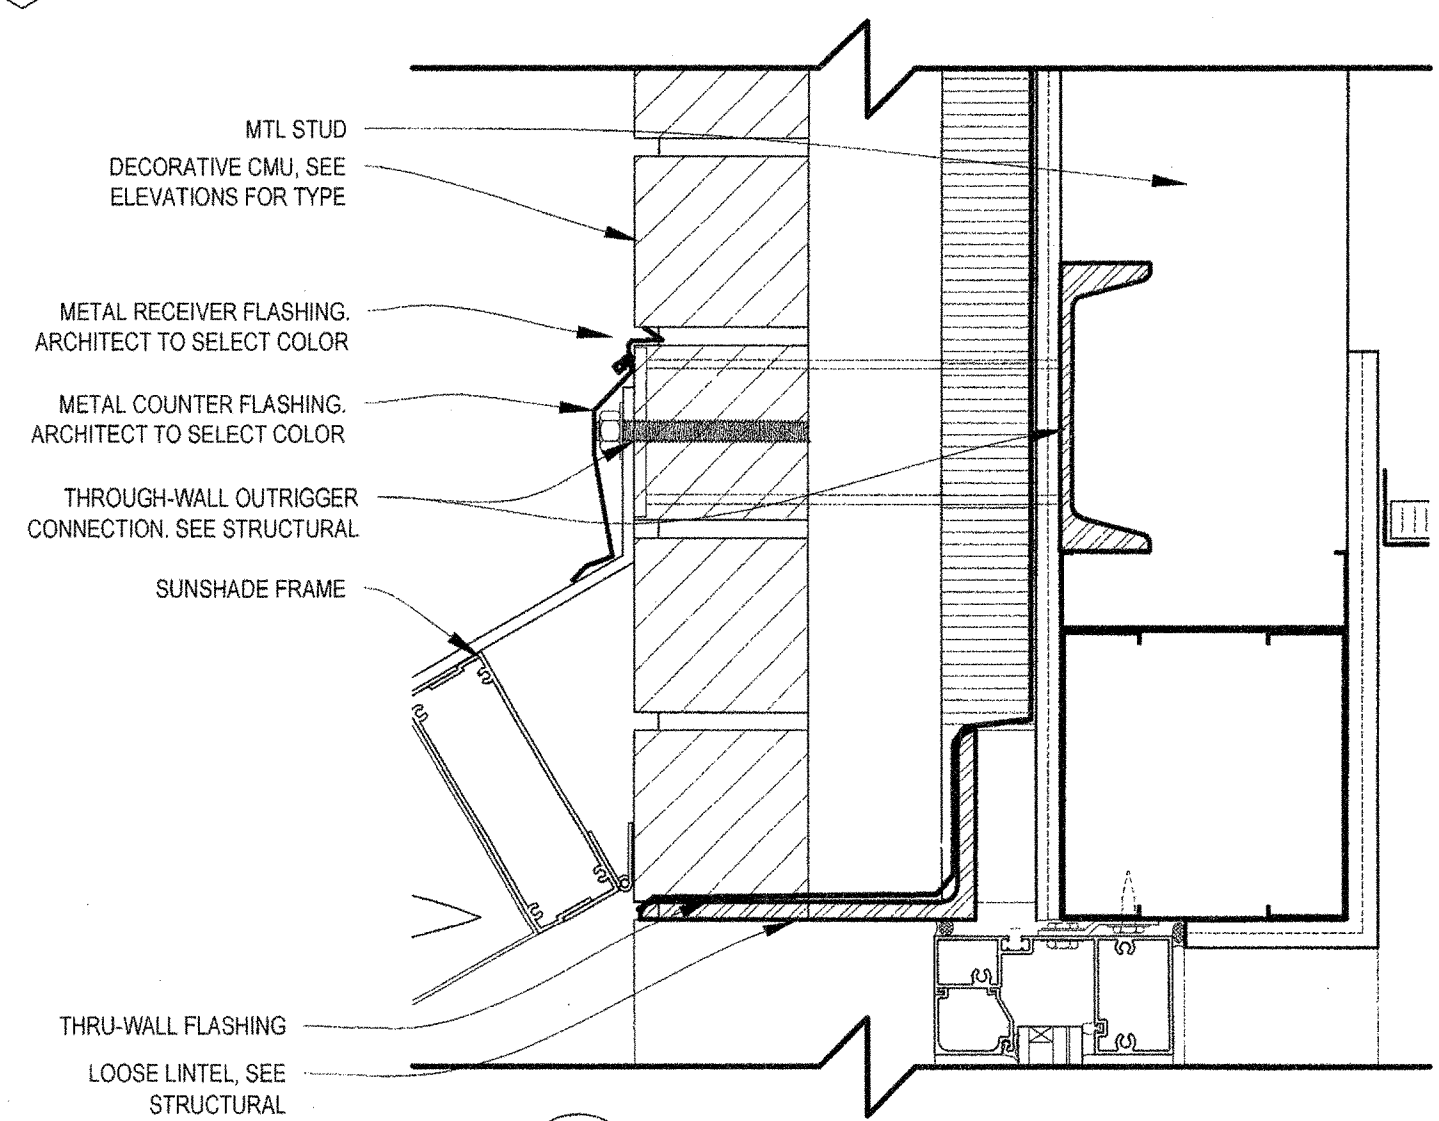 MTL STUD
DECORATIVE CMU, SEE
ELEVATIONS FOR TYPE
METAL RECEIVER FLASHING.
ARCHITECT TO SELECT COLOR
METAL COUNTER FLASHING.
ARCHITECT TO SELECT COLOR
THROUGH-WALL OUTRIGGER
CONNECTION. SEE STRUCTURAL
SUNSHADE FRAME
THRU-WALL FLASHING
LOOSE LINTEL, SEE
STRUCTURAL